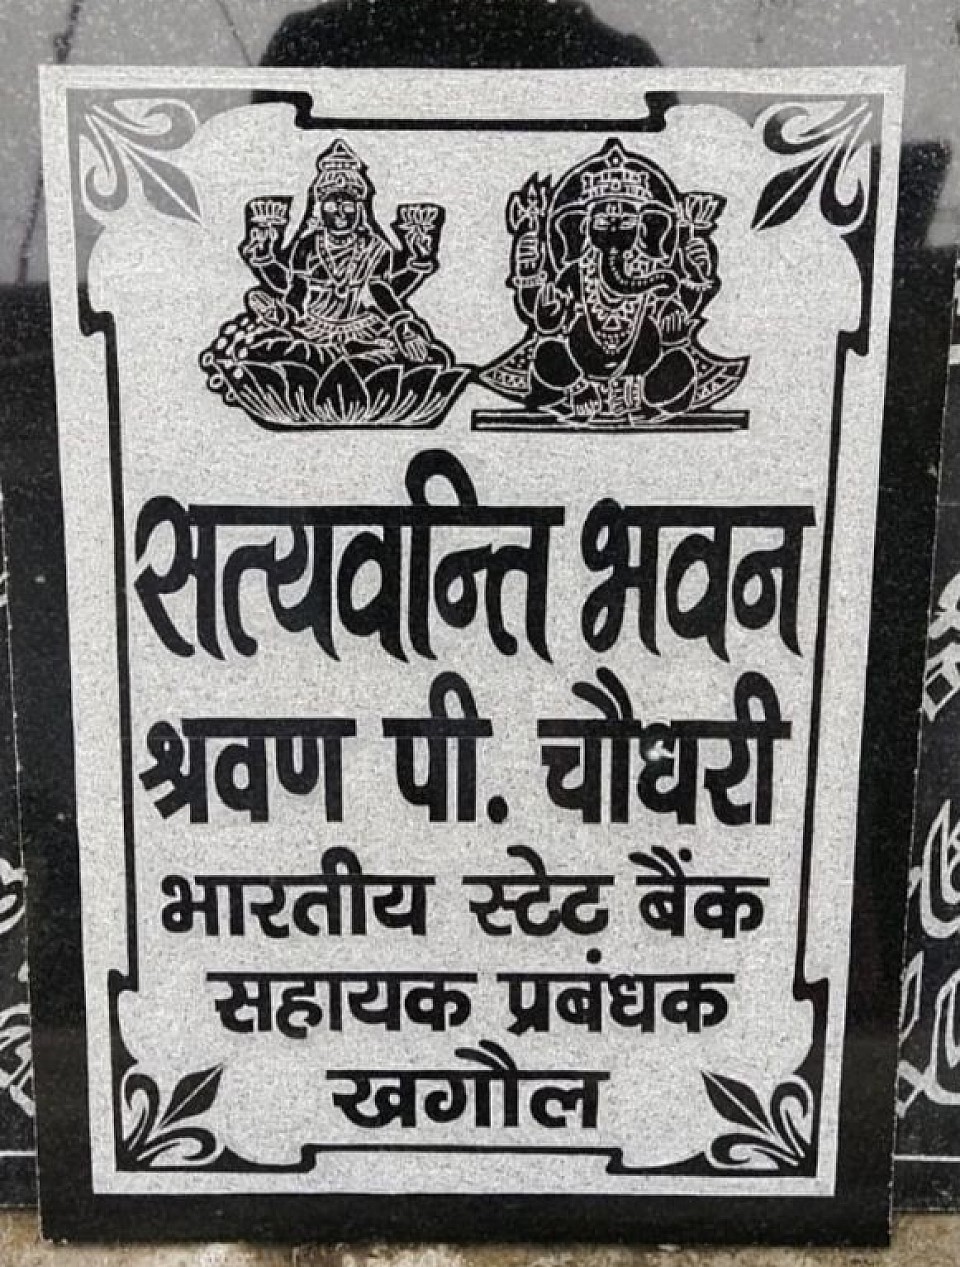 सत्यवन्ति भवन
श्रवण पी. चौधरी
भारतीय स्टेट बैंक
सहायक प्रबंधक
खगौल